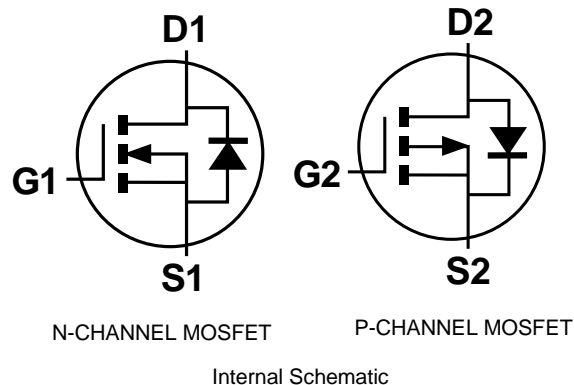 D1 D2
G1 G2
S1 S2
N-CHANNEL MOSFET P-CHANNEL MOSFET
Internal Schematic